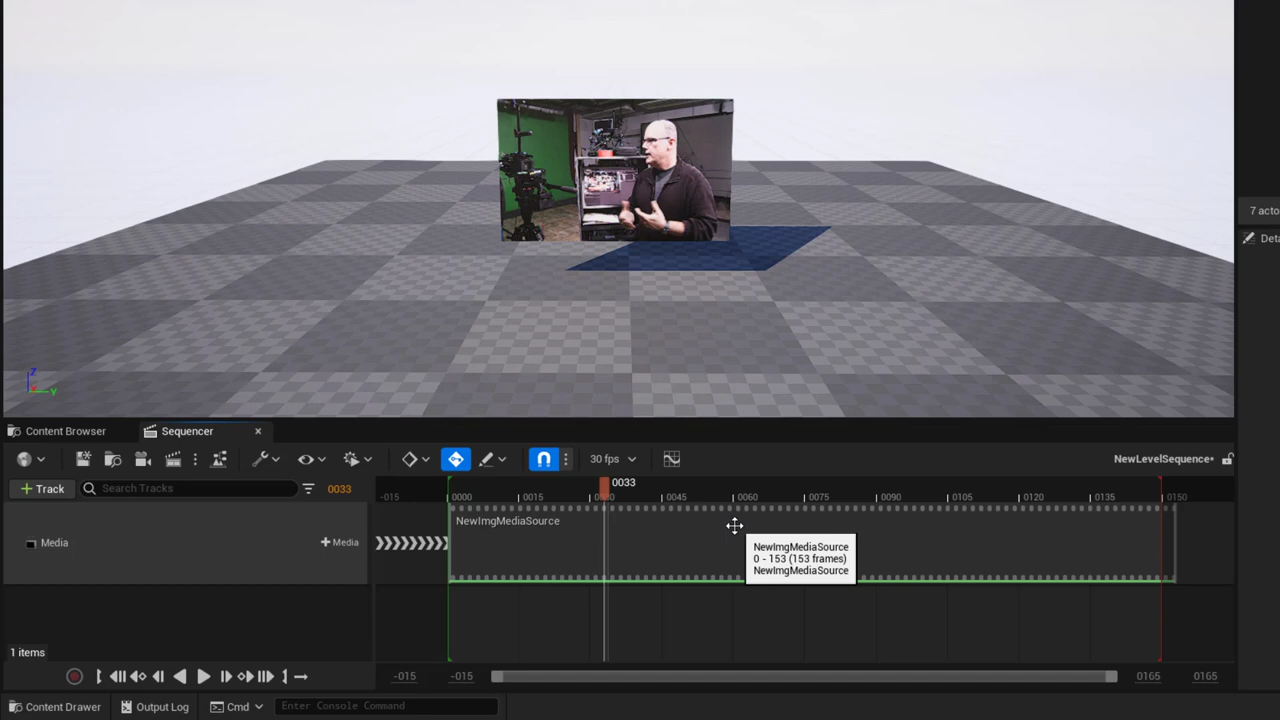 7 acto
Deta
Z
Y
Content Browser
Sequencer
30 fps
NewLevelSequence*
+ Track
Search Tracks
0033
0033
-015
0000
0015
0045
0060
0075
0090
0105
0120
0135
0150
NewImgMediaSource
Media
+ Media
NewImgMediaSource
0 - 153 (153 frames)
NewImgMediaSource
1 items
-015
-015
0165
0165
Content Drawer
Output Log
Cmd
Enter Console Command